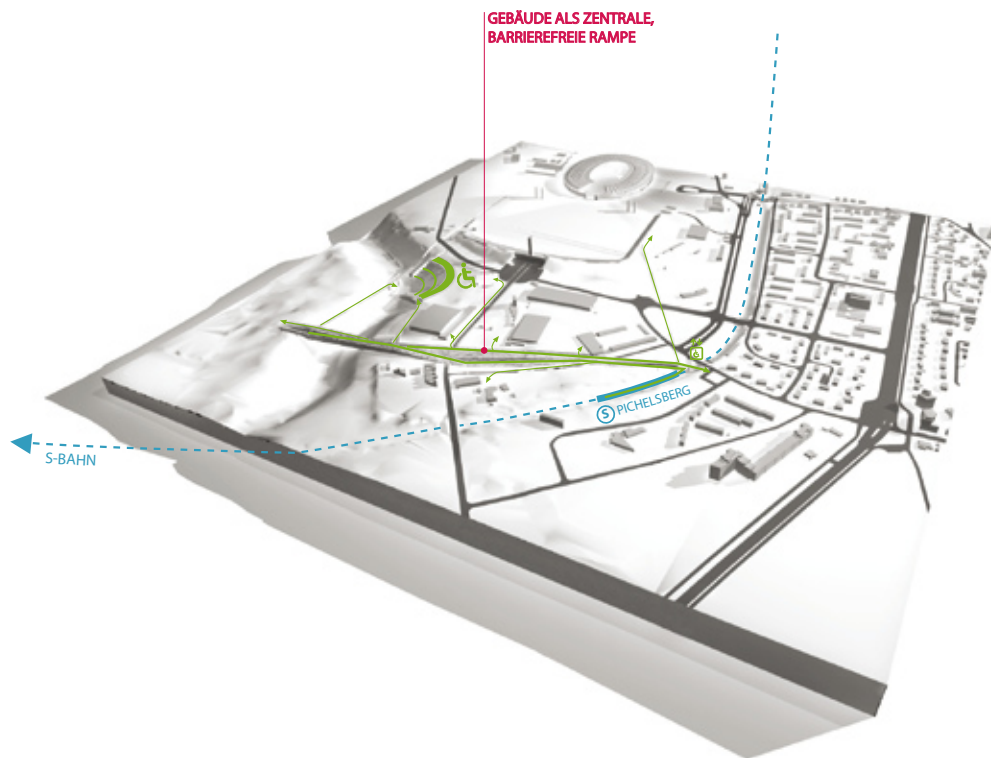 GEBÄUDE ALS ZENTRALE,
BARRIEREFREIE RAMPE
S PICHELSBERG
S-BAHN